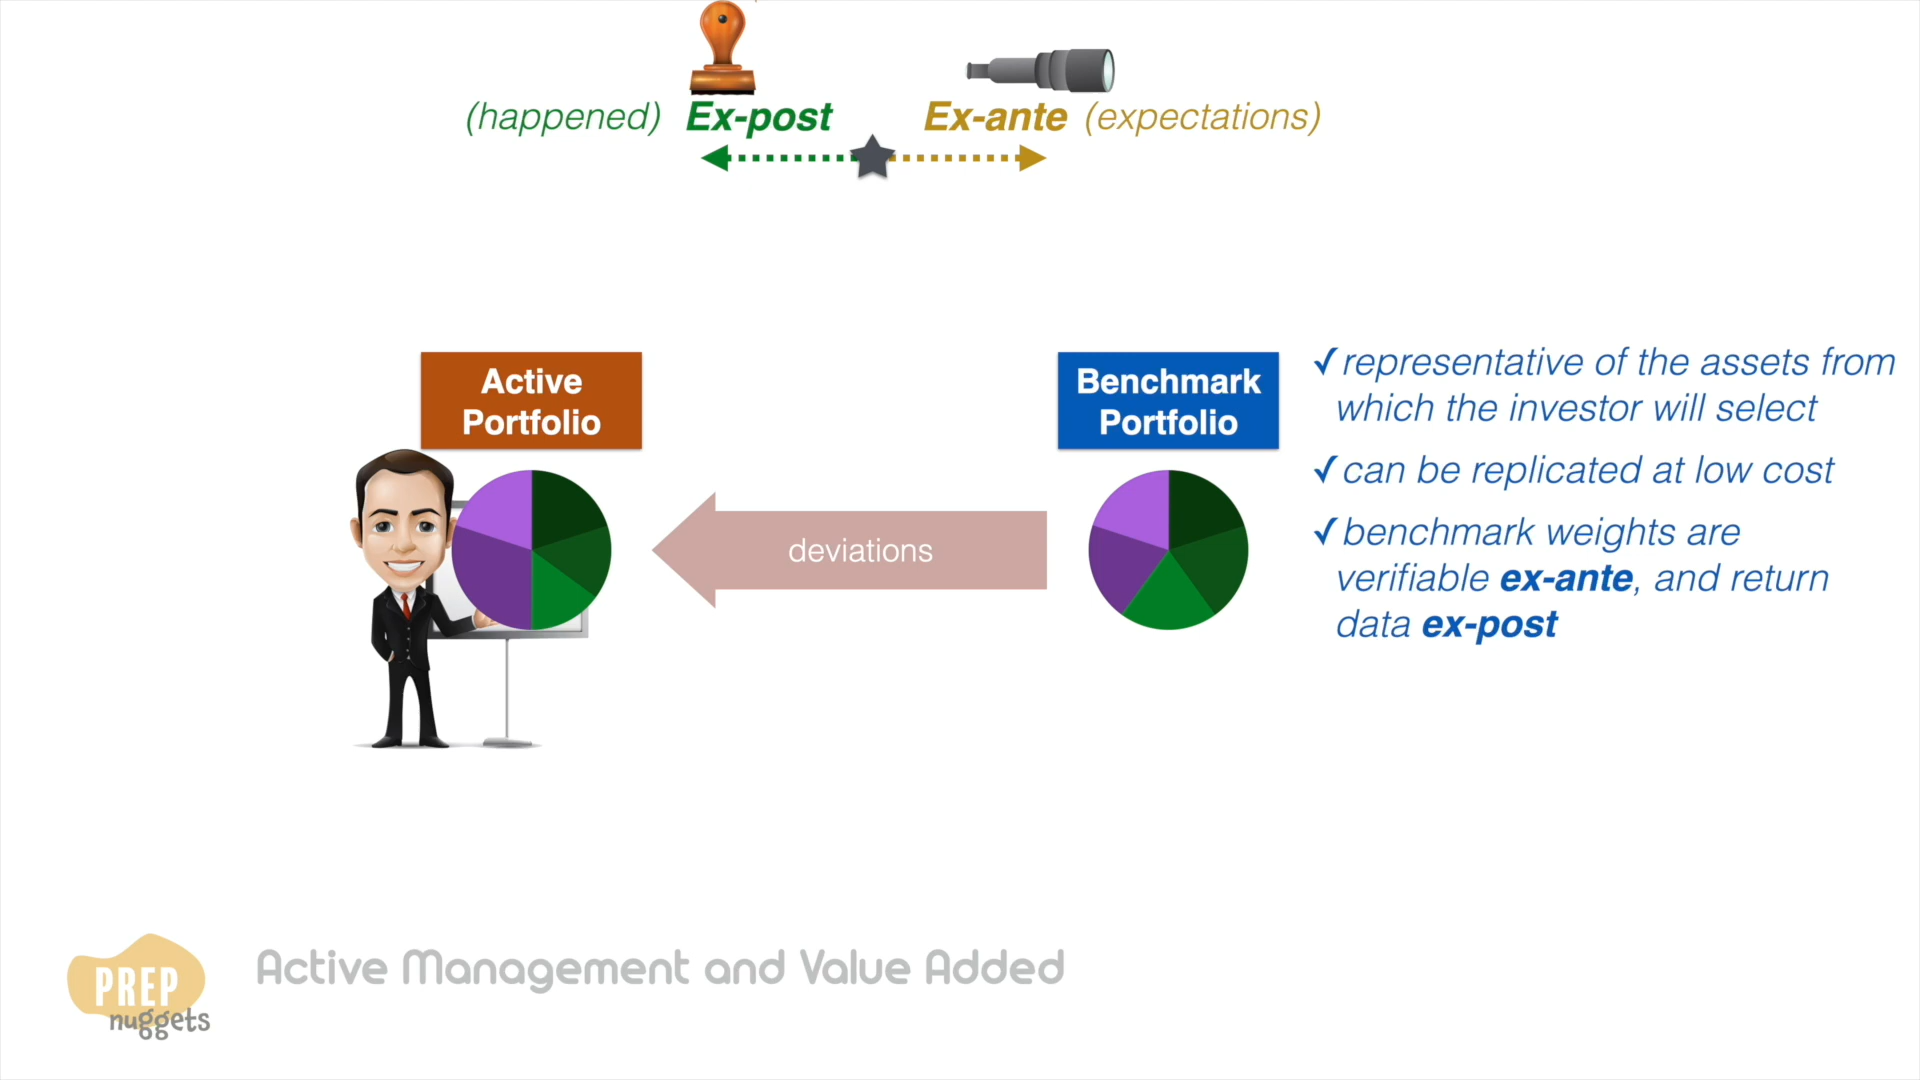 (happened) Ex-post Ex-ante (expectations)
Active
Portfolio
Benchmark
Portfolio
✓representative of the assets from
which the investor will select
✓can be replicated at low cost
✓benchmark weights are
verifiable ex-ante, and return
data ex-post
deviations
PREP
nuggets
Active Management and Value Added